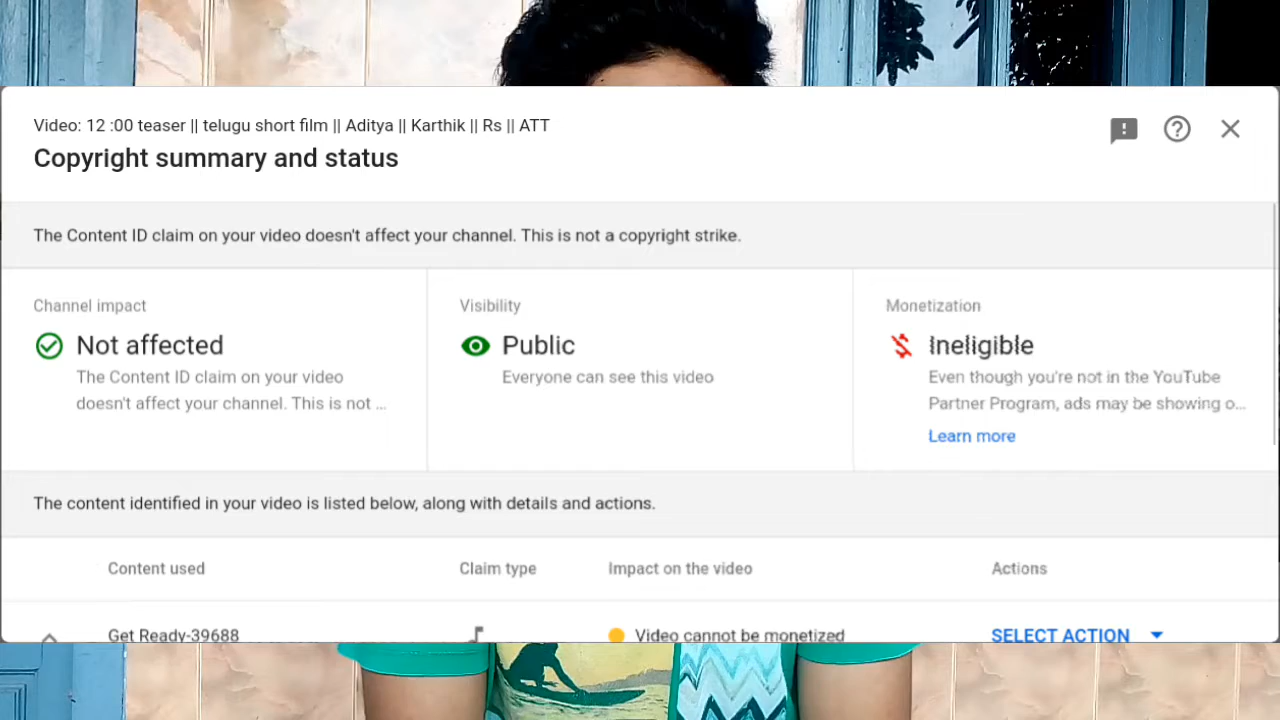 Video: 12 :00 teaser || telugu short film || Aditya || Karthik || Rs || ATT
Copyright summary and status
The Content ID claim on your video doesn't affect your channel. This is not a copyright strike.
Channel impact
Not affected
The Content ID claim on your video
doesn't affect your channel. This is not ...
Visibility
Public
Everyone can see this video
Monetization
Ineligible
Even though you're not in the YouTube
Partner Program, ads may be showing o...
Learn more
The content identified in your video is listed below, along with details and actions.
Content used Claim type Impact on the video Actions
Get Ready-39688 Video cannot be monetized SELECT ACTION